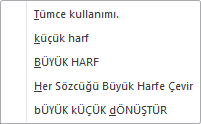 Tümce kullanımı.
küçük harf
BÜYÜK HARF
Her Sözcüğü Büyük Harfe Çevir
bÜYÜK kÜÇÜK dÖNÜŞTÜR